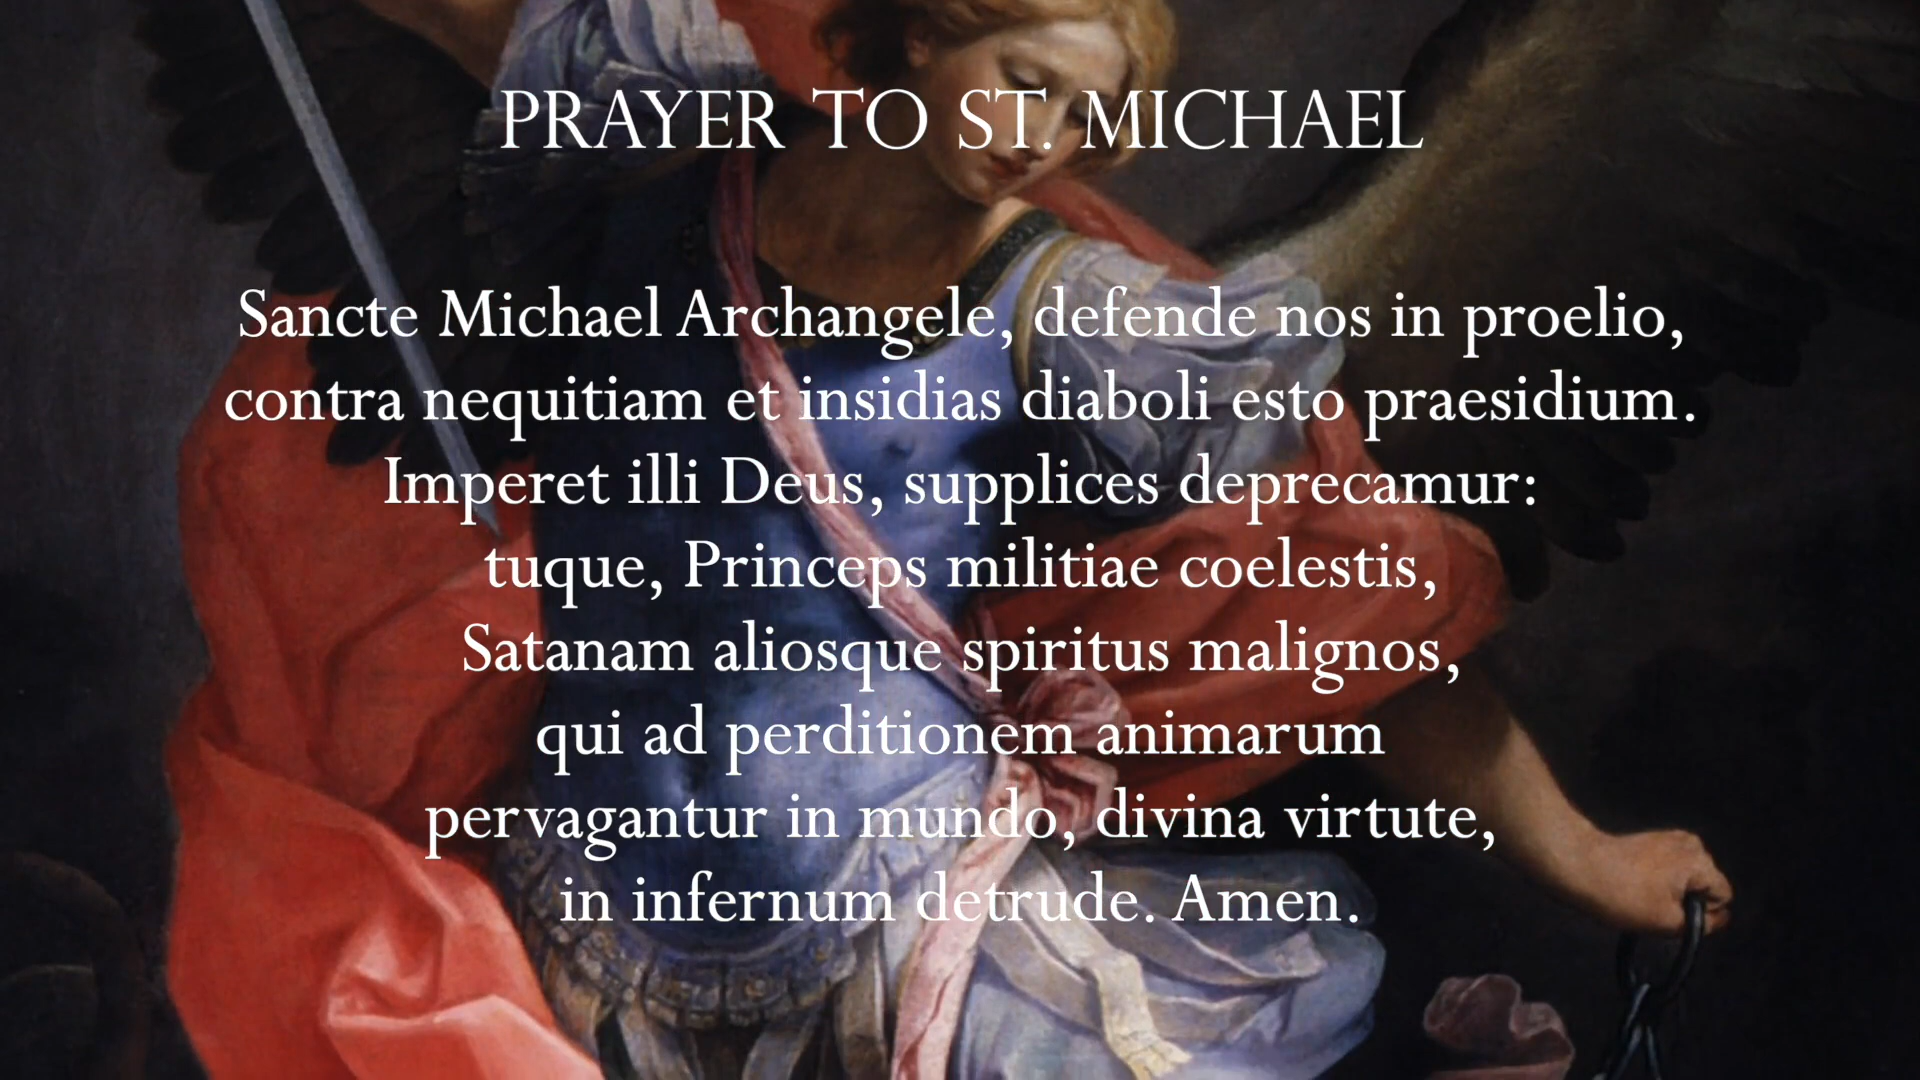 PRAYER TO ST. MICHAEL
Sancte Michael Archangele, defende nos in proelio,
contra nequitiam et insidias diaboli esto praesidium.
Imperet illi Deus, supplices deprecamur:
tuque, Princeps militiae coelestis,
Satanam aliosque spiritus malignos,
qui ad perditionem animarum
pervagantur in mundo, divina virtute,
in infernum detrude. Amen.